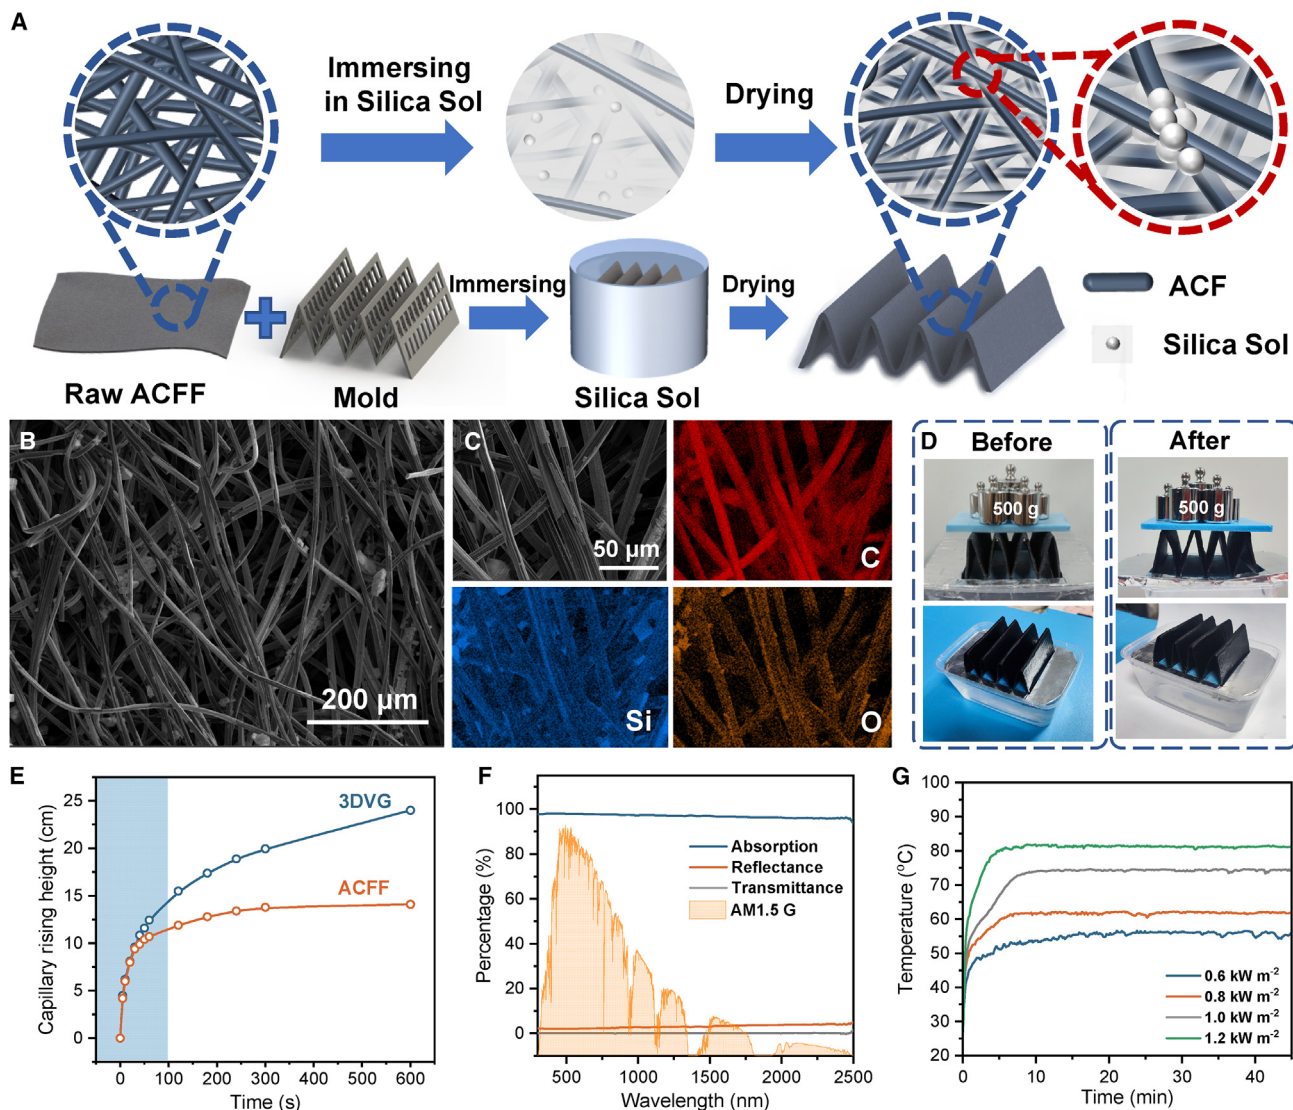 A
Immersing
in Silica Sol
Drying
Immersing
Drying
ACF
Silica Sol
Raw ACFF
Mold
Silica Sol
B
200 μm
C
50 μm
C
Si
O
D
Before
After
500 g
500 g
E
Capillary rising height (cm)
25
20
15
10
5
0
3DVG
ACFF
0 100 200 300 400 500 600
Time (s)
F
Percentage (%)
100
80
60
40
20
0
Absorption
Reflectance
Transmittance
AM1.5 G
500 1000 1500 2000 2500
Wavelength (nm)
G
Temperature (⁰C)
100
90
80
70
60
50
40
30
20
0.6 kW m⁻²
0.8 kW m⁻²
1.0 kW m⁻²
1.2 kW m⁻²
0 10 20 30 40
Time (min)